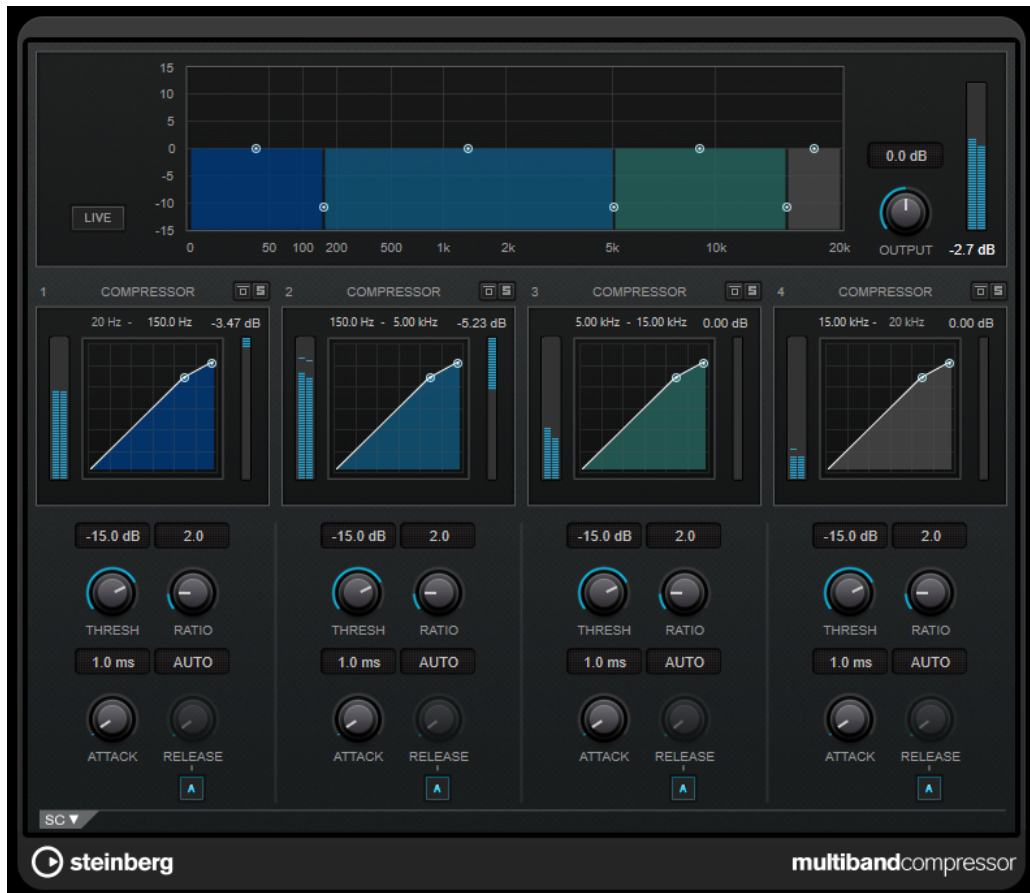 15
10
5
0
-5
-10
-15
LIVE
0 50 100 200 500 1k 2k 5k 10k 20k
0.0 dB
OUTPUT
-2.7 dB
1 COMPRESSOR S
20 Hz - 150.0 Hz -3.47 dB
2 COMPRESSOR S
150.0 Hz - 5.00 kHz -5.23 dB
3 COMPRESSOR S
5.00 kHz - 15.00 kHz 0.00 dB
4 COMPRESSOR S
15.00 kHz - 20 kHz 0.00 dB
-15.0 dB 2.0
THRESH RATIO
1.0 ms AUTO
ATTACK RELEASE
A
-15.0 dB 2.0
THRESH RATIO
1.0 ms AUTO
ATTACK RELEASE
A
-15.0 dB 2.0
THRESH RATIO
1.0 ms AUTO
ATTACK RELEASE
A
-15.0 dB 2.0
THRESH RATIO
1.0 ms AUTO
ATTACK RELEASE
A
SC ▼
steinberg
multibandcompressor